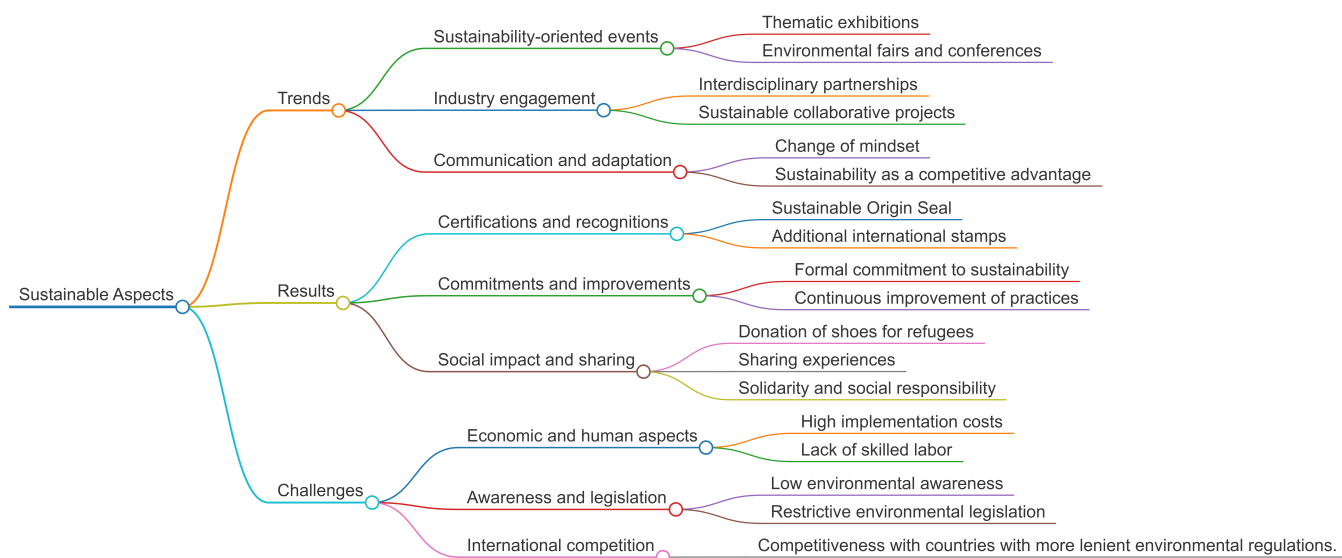 Sustainable Aspects
Trends
Sustainability-oriented events
Thematic exhibitions
Environmental fairs and conferences
Industry engagement
Interdisciplinary partnerships
Sustainable collaborative projects
Communication and adaptation
Change of mindset
Sustainability as a competitive advantage
Results
Certifications and recognitions
Sustainable Origin Seal
Additional international stamps
Commitments and improvements
Formal commitment to sustainability
Continuous improvement of practices
Social impact and sharing
Donation of shoes for refugees
Sharing experiences
Solidarity and social responsibility
Challenges
Economic and human aspects
High implementation costs
Lack of skilled labor
Awareness and legislation
Low environmental awareness
Restrictive environmental legislation
International competition
Competitiveness with countries with more lenient environmental regulations.